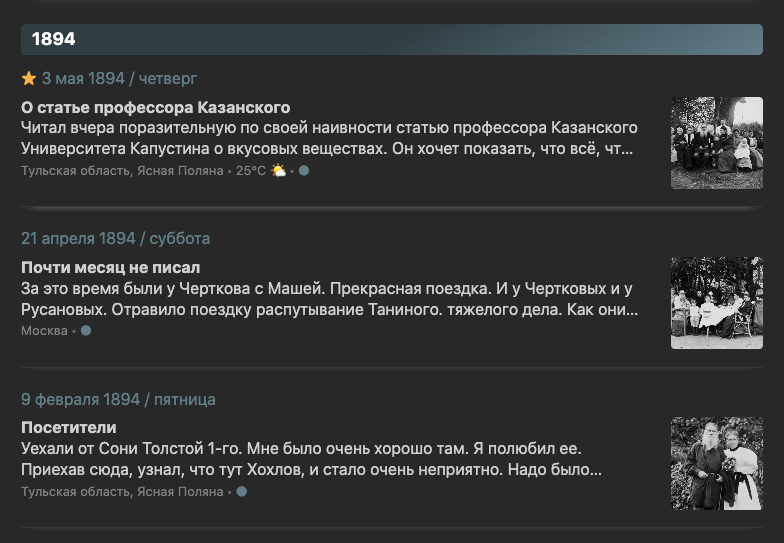 1894
3 мая 1894 / четверг
О статье профессора Казанского
Читал вчера поразительную по своей наивности статью профессора Казанского
Университета Капустина о вкусовых веществах. Он хочет показать, что всё, чт...
Тульская область, Ясная Поляна • 25°C
21 апреля 1894 / суббота
Почти месяц не писал
За это время были у Черткова с Машей. Прекрасная поездка. И у Чертковых и у
Русановых. Отравило поездку распутывание Таниного. тяжелого дела. Как они...
Москва •
9 февраля 1894 / пятница
Посетители
Уехали от Сони Толстой 1-го. Мне было очень хорошо там. Я полюбил ее.
Приехав сюда, узнал, что тут Хохлов, и стало очень неприятно. Надо было...
Тульская область, Ясная Поляна •